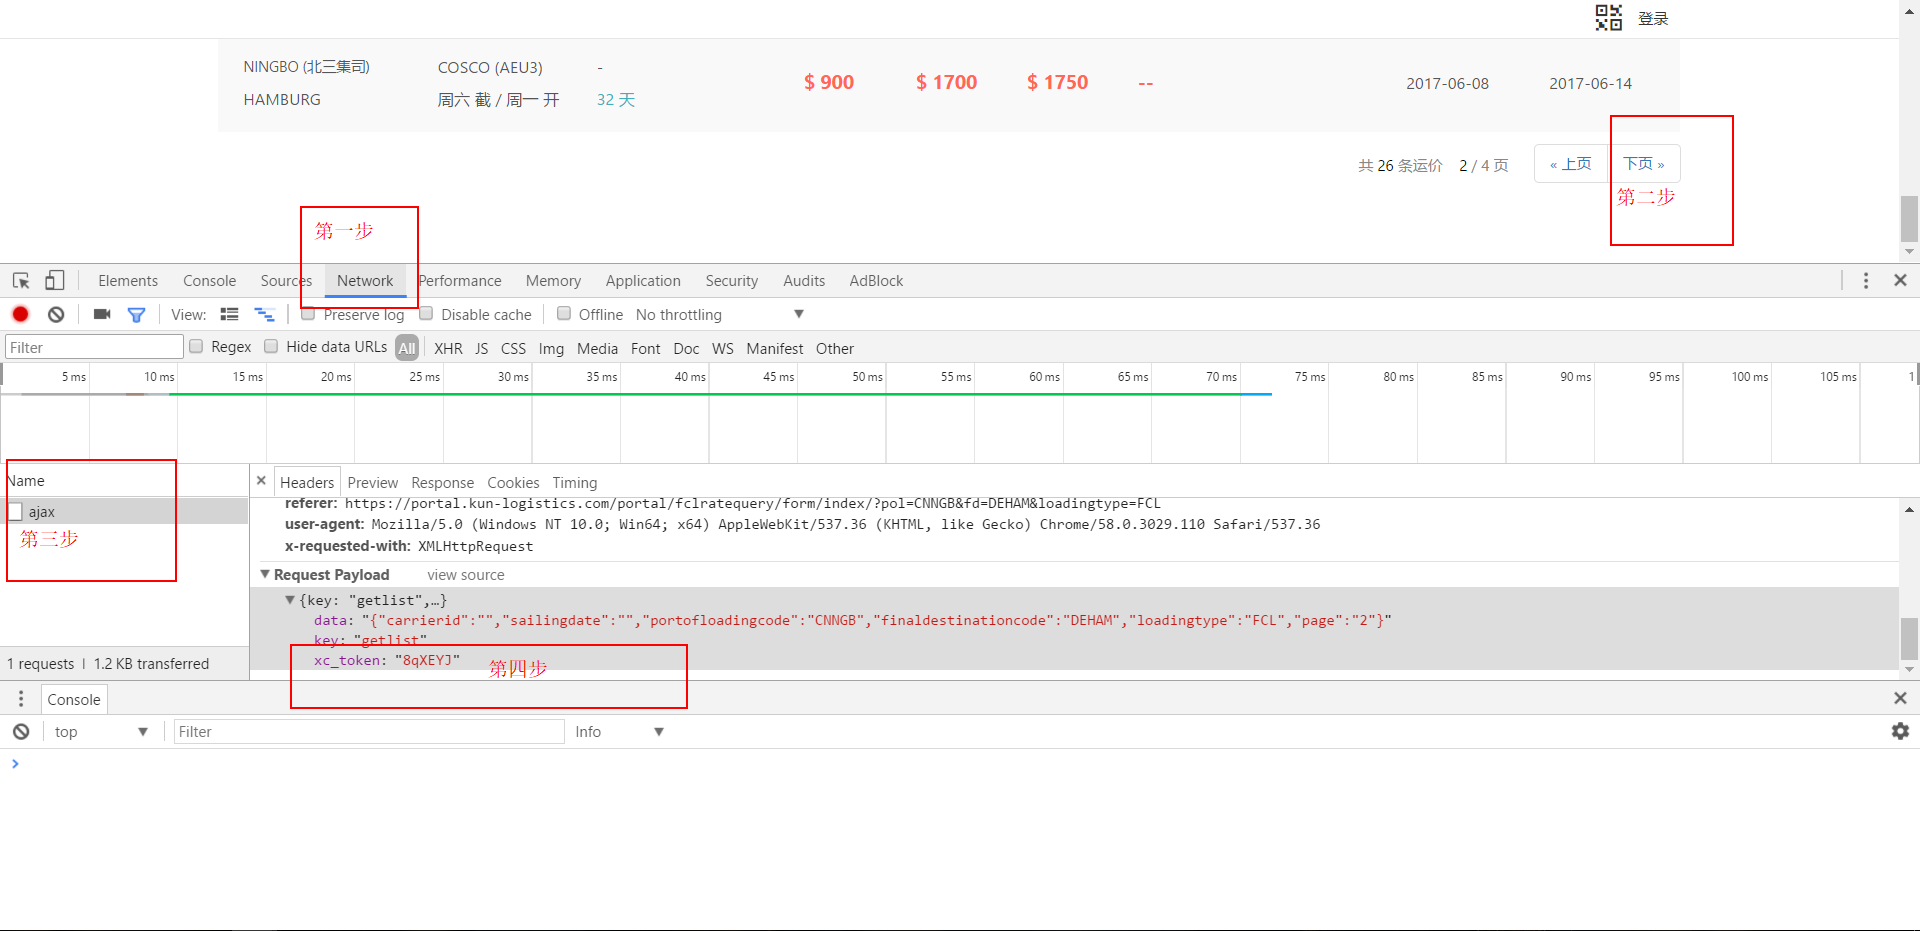 登录
NINGBO (北三集司) COSCO (AEU3) -
$ 900 $ 1700 $ 1750 -- 2017-06-08 2017-06-14
HAMBURG 周六 截 / 周一 开 32 天
共 26 条运价 2 / 4 页 « 上页 下页 »
第二步
第一步
Elements Console Sources Network Performance Memory Application Security Audits AdBlock
View: Preserve log Disable cache Offline No throttling
Filter Regex Hide data URLs All XHR JS CSS Img Media Font Doc WS Manifest Other
5 ms 10 ms 15 ms 20 ms 25 ms 30 ms 35 ms 40 ms 45 ms 50 ms 55 ms 60 ms 65 ms 70 ms 75 ms 80 ms 85 ms 90 ms 95 ms 100 ms 105 ms 1
Name
Headers Preview Response Cookies Timing
ajax
第三步
referer: https://portal.kun-logistics.com/portal/fclratequery/form/index/?pol=CNNGB&fd=DEHAM&loadingtype=FCL
user-agent: Mozilla/5.0 (Windows NT 10.0; Win64; x64) AppleWebKit/537.36 (KHTML, like Gecko) Chrome/58.0.3029.110 Safari/537.36
x-requested-with: XMLHttpRequest
Request Payload view source
{key: "getlist",…}
data: "{"carrierid":"","sailingdate":"","portofloadingcode":"CNNGB","finaldestinationcode":"DEHAM","loadingtype":"FCL","page":"2"}"
key: "getlist"
xc_token: "8qXEYJ"
第四步
1 requests | 1.2 KB transferred
Console
top Filter Info